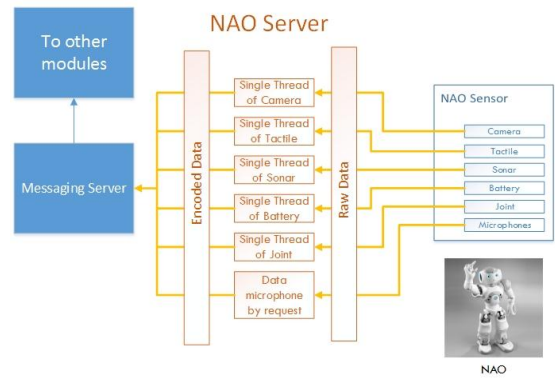 NAO Server
To other
modules
Messaging Server
Encoded Data
Single Thread
of Camera
Single Thread
of Tactile
Single Thread
of Sonar
Single Thread
of Battery
Single Thread
of Joint
Data
microphone
by request
Raw Data
NAO Sensor
Camera
Tactile
Sonar
Battery
Joint
Microphones
NAO